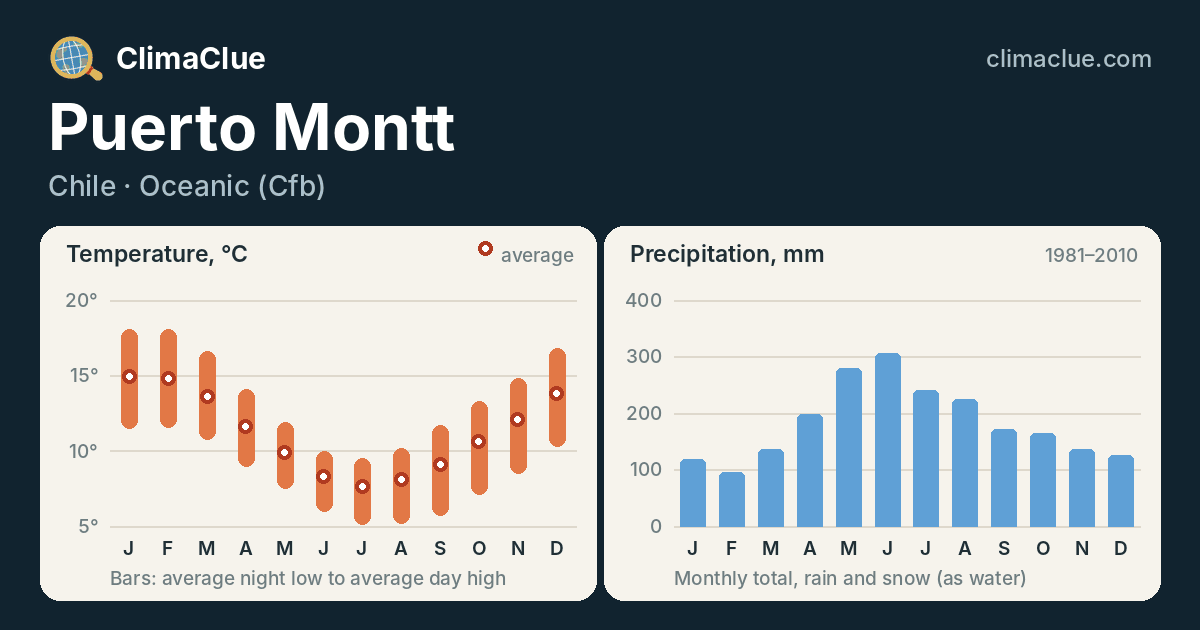 ClimaClue
climaclue.com
Puerto Montt
Chile · Oceanic (Cfb)
Temperature, °C
average
20°
15°
10°
5°
J F M A M J J A S O N D
Bars: average night low to average day high
Precipitation, mm
1981–2010
400
300
200
100
0
J F M A M J J A S O N D
Monthly total, rain and snow (as water)